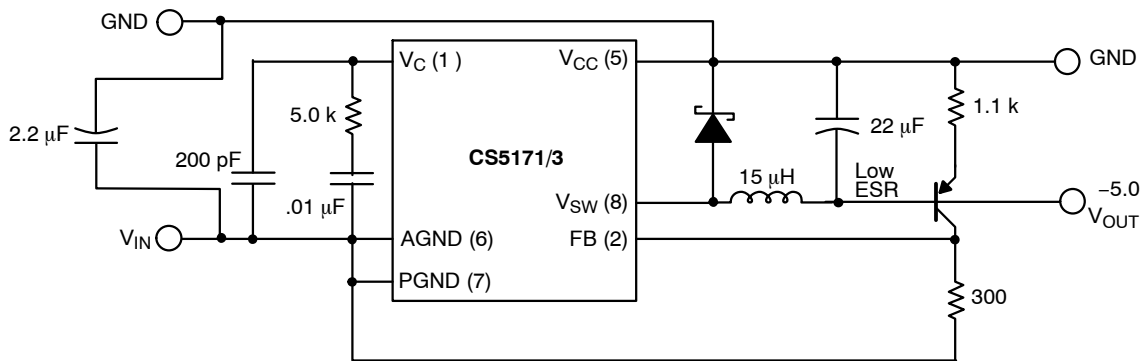 GND
V_C (1 )
V_CC (5)
GND
5.0 k
1.1 k
2.2 μF
22 μF
200 pF
CS5171/3
15 μH
Low
ESR
.01 μF
V_SW (8)
−5.0
V_OUT
V_IN
AGND (6)
FB (2)
PGND (7)
300